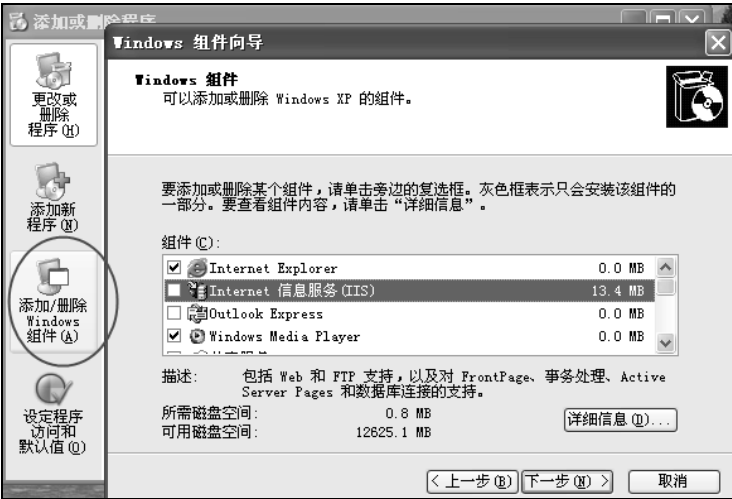 添加或删除程序
Windows 组件向导
更改或
删除
程序(H)
添加新
程序(N)
添加/删除
Windows
组件(A)
设定程序
访问和
默认值(O)
Windows 组件
可以添加或删除 Windows XP 的组件。
要添加或删除某个组件，请单击旁边的复选框。灰色框表示只会安装该组件的
一部分。要查看组件内容，请单击“详细信息”。
组件(C):
Internet Explorer 0.0 MB
Internet 信息服务(IIS) 13.4 MB
Outlook Express 0.0 MB
Windows Media Player 0.0 MB
描述: 包括 Web 和 FTP 支持，以及对 FrontPage、事务处理、Active
Server Pages 和数据库连接的支持。
所需磁盘空间: 0.8 MB
可用磁盘空间: 12625.1 MB
详细信息(D)...
< 上一步(B)
下一步(N) >
取消